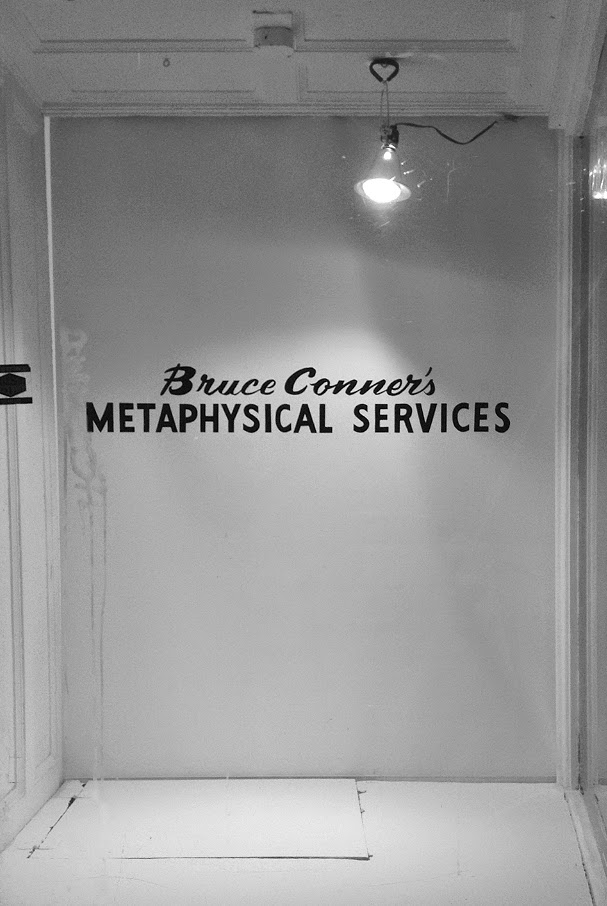 Bruce Conner's
METAPHYSICAL SERVICES